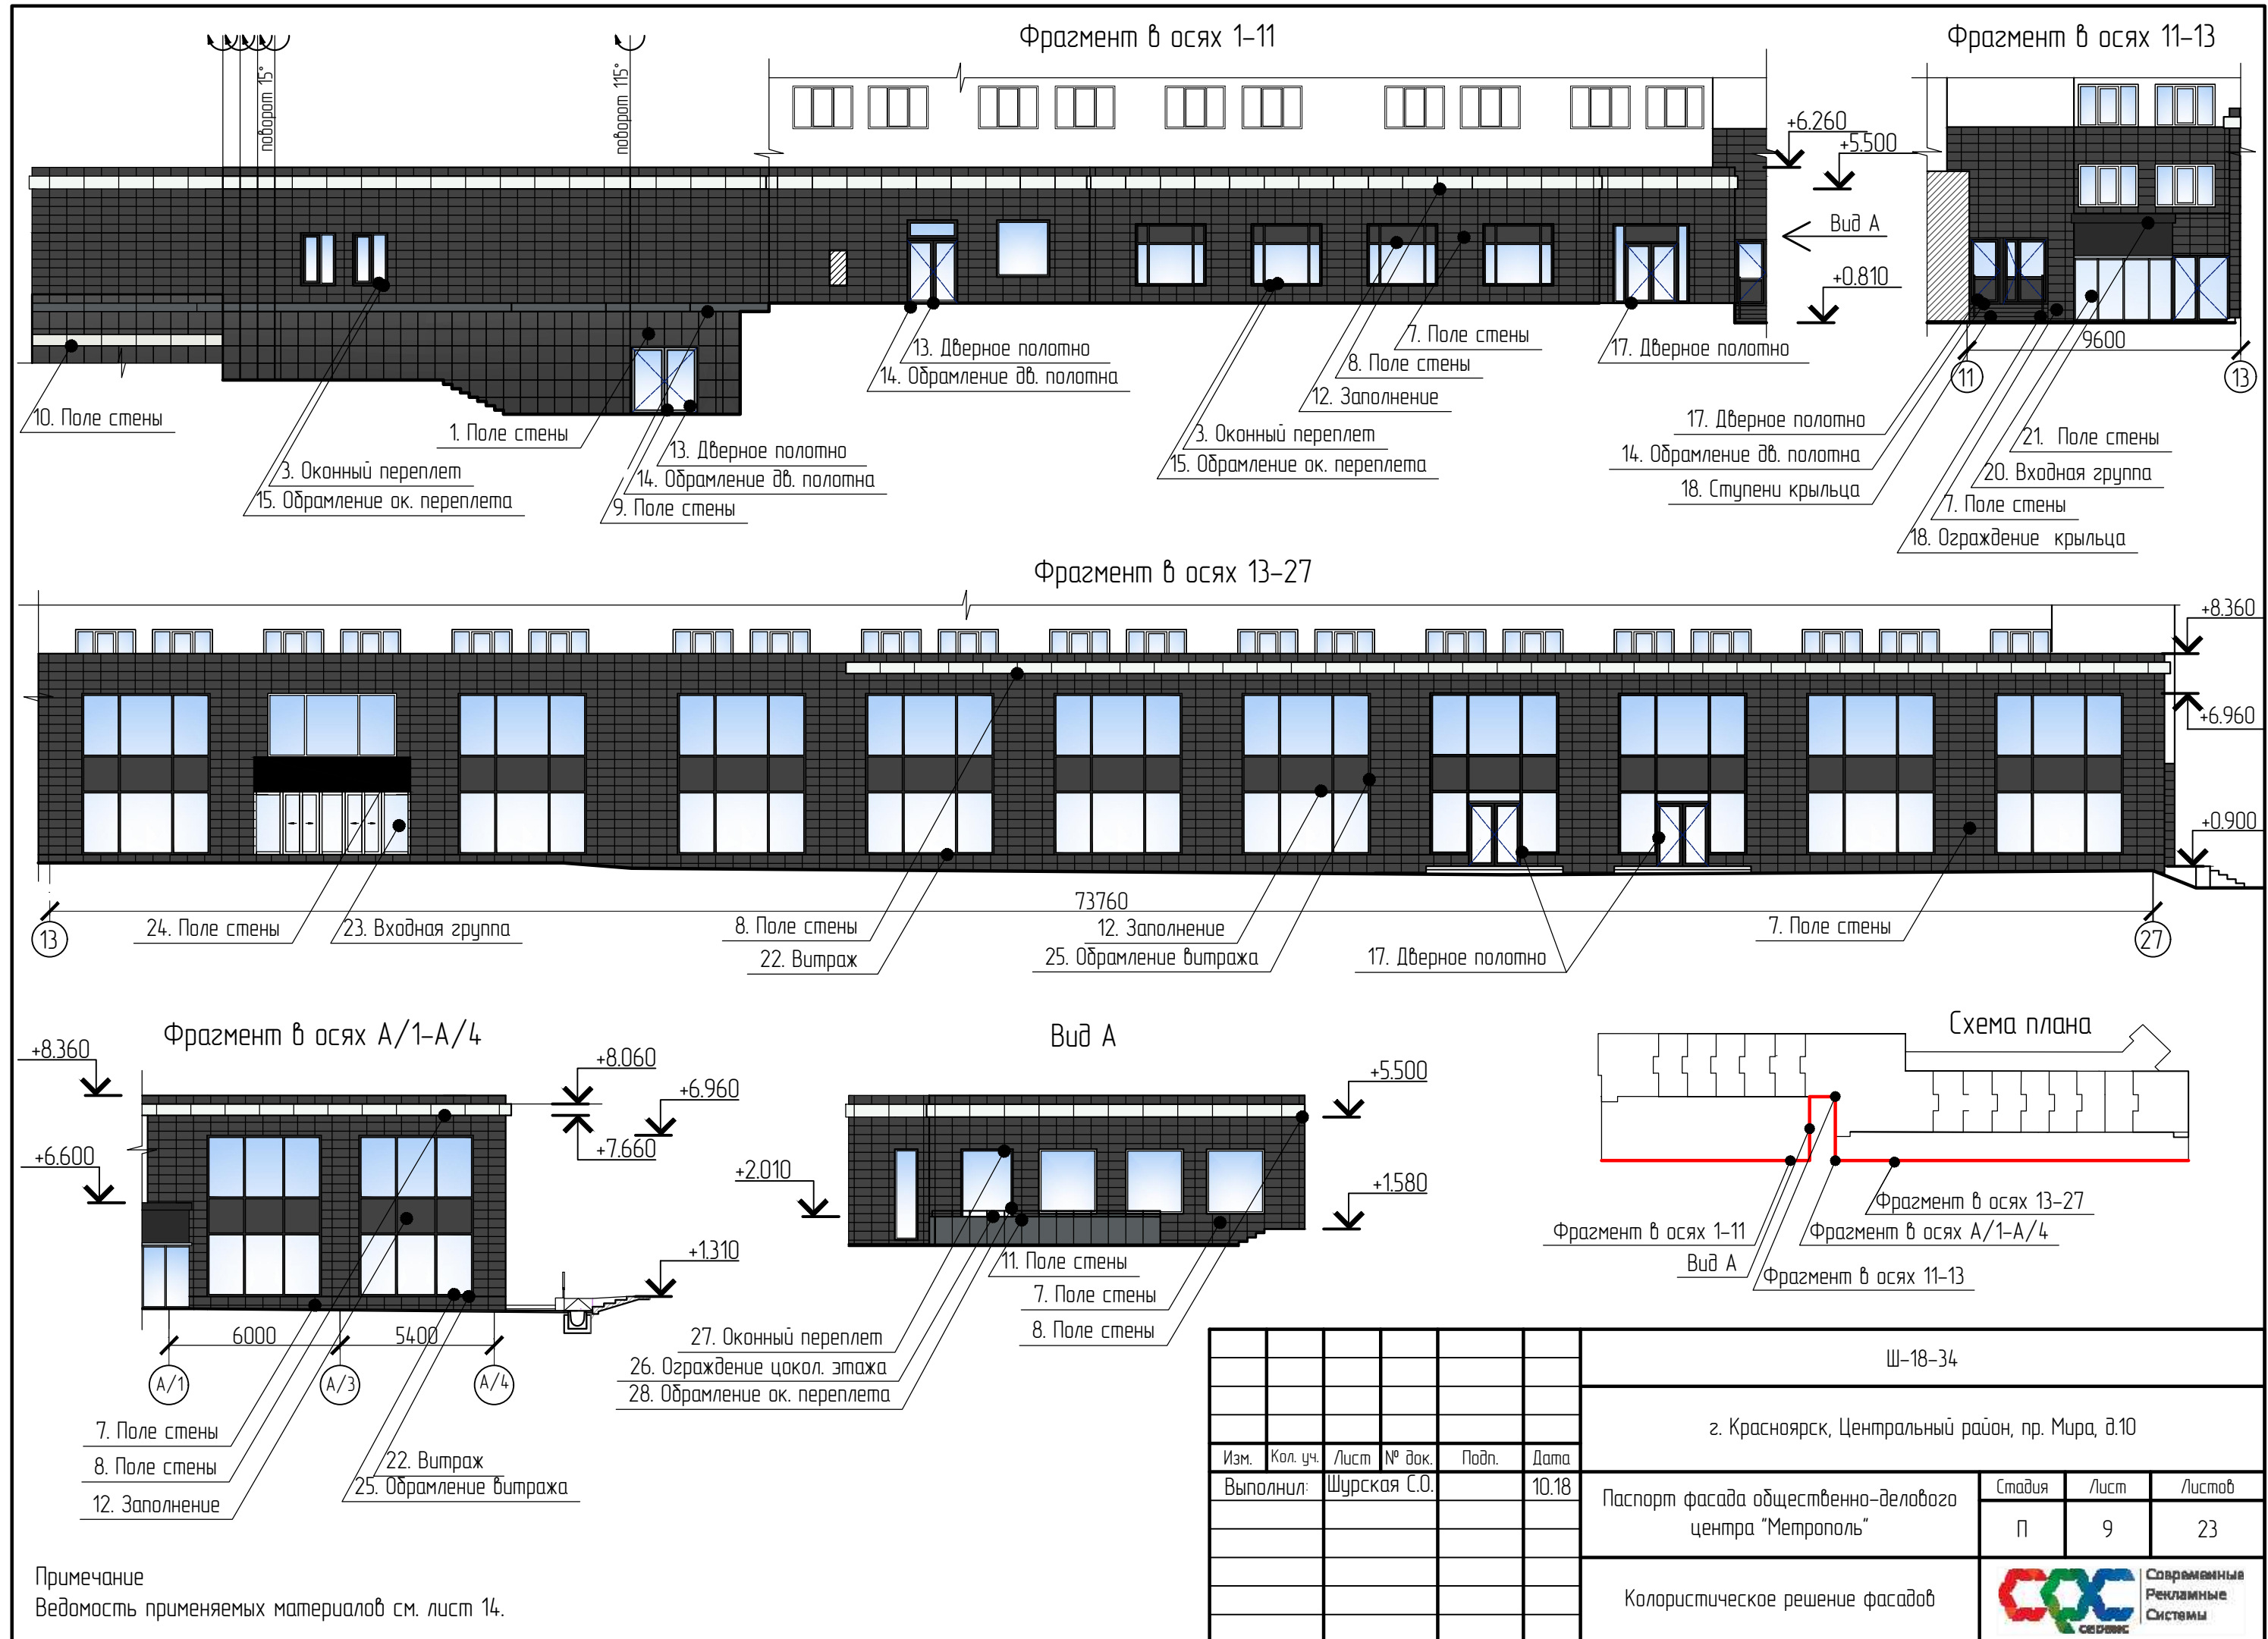 Фрагмент в осях 1-11
Фрагмент в осях 11-13
поворот 15°
поворот 115°
+6.260
+5.500
Вид А
+0.810
9600
11
13
10. Поле стены
3. Оконный переплет
15. Обрамление ок. переплета
1. Поле стены
13. Дверное полотно
14. Обрамление дв. полотна
9. Поле стены
13. Дверное полотно
14. Обрамление дв. полотна
7. Поле стены
8. Поле стены
12. Заполнение
3. Оконный переплет
15. Обрамление ок. переплета
17. Дверное полотно
17. Дверное полотно
14. Обрамление дв. полотна
18. Ступени крыльца
21. Поле стены
20. Входная группа
7. Поле стены
18. Ограждение крыльца
Фрагмент в осях 13-27
+8.360
+6.960
+0.900
73760
13
27
24. Поле стены
23. Входная группа
8. Поле стены
22. Витраж
12. Заполнение
25. Обрамление витража
17. Дверное полотно
7. Поле стены
Фрагмент в осях А/1-А/4
+8.360
+6.600
+8.060
+6.960
+7.660
+1.310
6000
5400
А/1
А/3
А/4
7. Поле стены
8. Поле стены
12. Заполнение
22. Витраж
25. Обрамление витража
Вид А
+5.500
+2.010
+1.580
11. Поле стены
7. Поле стены
8. Поле стены
27. Оконный переплет
26. Ограждение цокол. этажа
28. Обрамление ок. переплета
Схема плана
Фрагмент в осях 13-27
Фрагмент в осях 1-11
Фрагмент в осях А/1-А/4
Вид А
Фрагмент в осях 11-13
Примечание
Ведомость применяемых материалов см. лист 14.
Ш-18-34
г. Красноярск, Центральный район, пр. Мира, д.10
Изм. Кол. уч. Лист № док. Подп. Дата
Выполнил: Шурская С.О. 10.18
Паспорт фасада общественно-делового
центра "Метрополь"
Стадия Лист Листов
П 9 23
Колористическое решение фасадов
Современные
Рекламные
Системы
сервис